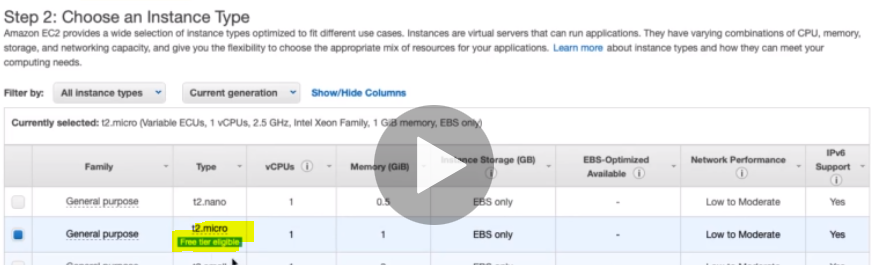 Step 2: Choose an Instance Type
Amazon EC2 provides a wide selection of instance types optimized to fit different use cases. Instances are virtual servers that can run applications. They have varying combinations of CPU, memory,
storage, and networking capacity, and give you the flexibility to choose the appropriate mix of resources for your applications. Learn more about instance types and how they can meet your
computing needs.
Filter by: All instance types Current generation Show/Hide Columns
Currently selected: t2.micro (Variable ECUs, 1 vCPUs, 2.5 GHz, Intel Xeon Family, 1 GiB memory, EBS only)
Family Type vCPUs Memory (GiB) Instance Storage (GB) EBS-Optimized Available Network Performance IPv6 Support
General purpose t2.nano 1 0.5 EBS only - Low to Moderate Yes
General purpose t2.micro 1 1 EBS only - Low to Moderate Yes
Free tier eligible